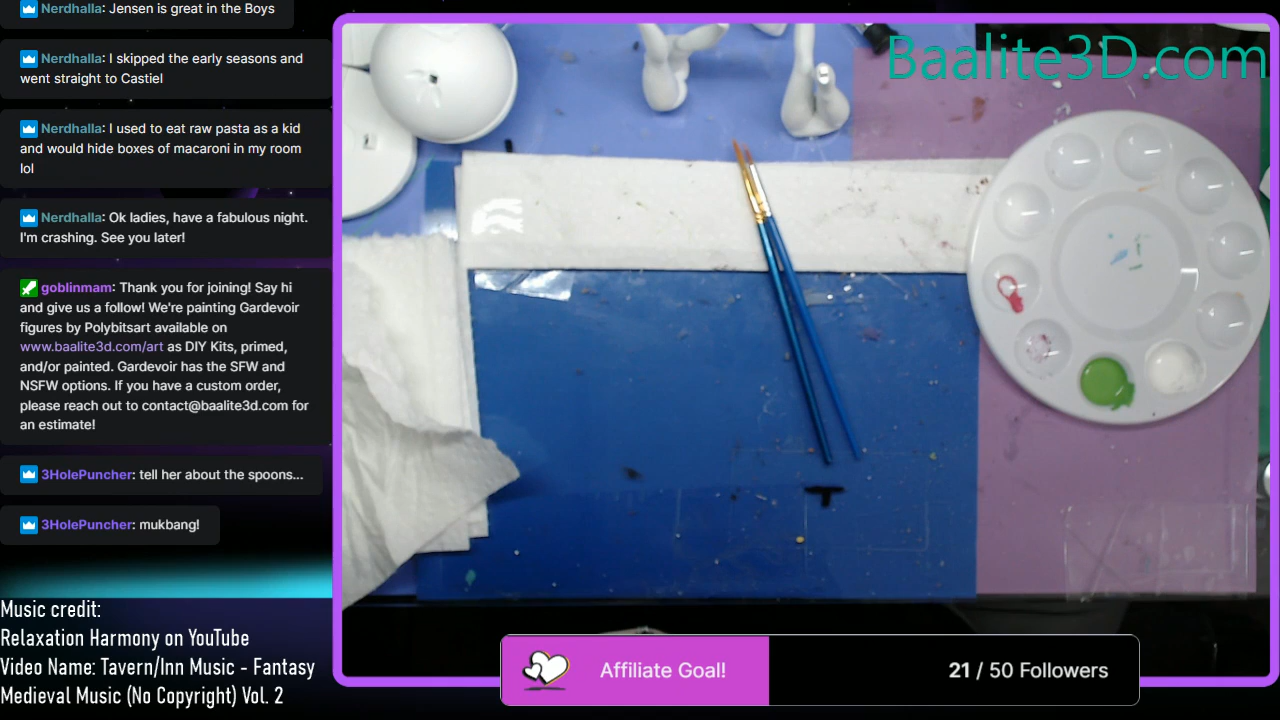 Nerdhalla: Jensen is great in the Boys
Nerdhalla: I skipped the early seasons and
went straight to Castiel
Nerdhalla: I used to eat raw pasta as a kid
and would hide boxes of macaroni in my room
lol
Nerdhalla: Ok ladies, have a fabulous night.
I'm crashing. See you later!
goblinmam: Thank you for joining! Say hi
and give us a follow! We're painting Gardevoir
figures by Polybitsart available on
www.baalite3d.com/art as DIY Kits, primed,
and/or painted. Gardevoir has the SFW and
NSFW options. If you have a custom order,
please reach out to contact@baalite3d.com for
an estimate!
3HolePuncher: tell her about the spoons...
3HolePuncher: mukbang!
Music credit:
Relaxation Harmony on YouTube
Video Name: Tavern/Inn Music - Fantasy
Medieval Music (No Copyright) Vol. 2
Baalite3D.com
Affiliate Goal!
21 / 50 Followers